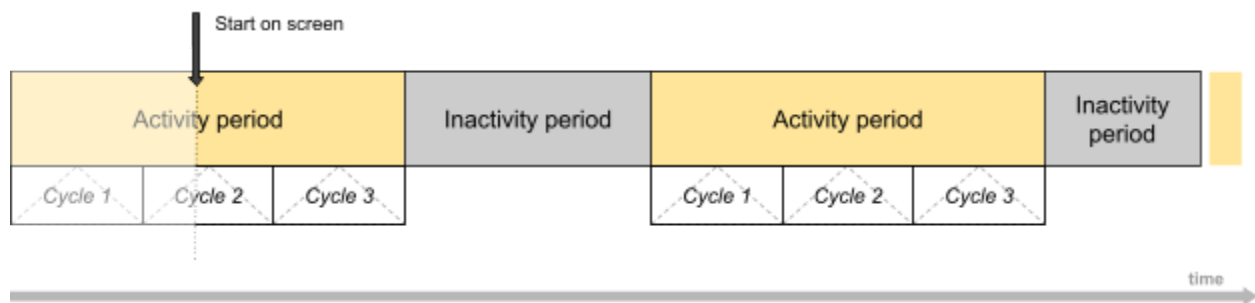 Start on screen
Activity period
Inactivity period
Activity period
Inactivity
period
Cycle 1
Cycle 2
Cycle 3
Cycle 1
Cycle 2
Cycle 3
time